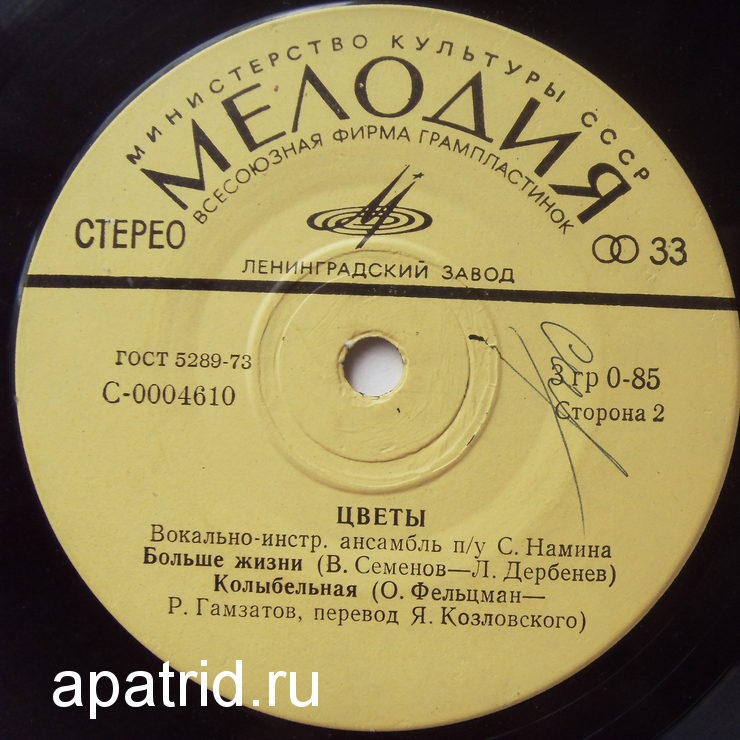 МИНИСТЕРСТВО КУЛЬТУРЫ СССР
МЕЛОДИЯ
ВСЕСОЮЗНАЯ ФИРМА ГРАМПЛАСТИНОК
СТЕРЕО
33
ЛЕНИНГРАДСКИЙ ЗАВОД
ГОСТ 5289-73
С-0004610
3 гр 0-85
Сторона 2
ЦВЕТЫ
Вокально-инстр. ансамбль п/у С. Намина
Больше жизни (В. Семенов—Л. Дербенев)
Колыбельная (О. Фельцман—
Р. Гамзатов, перевод Я. Козловского)
apatrid.ru